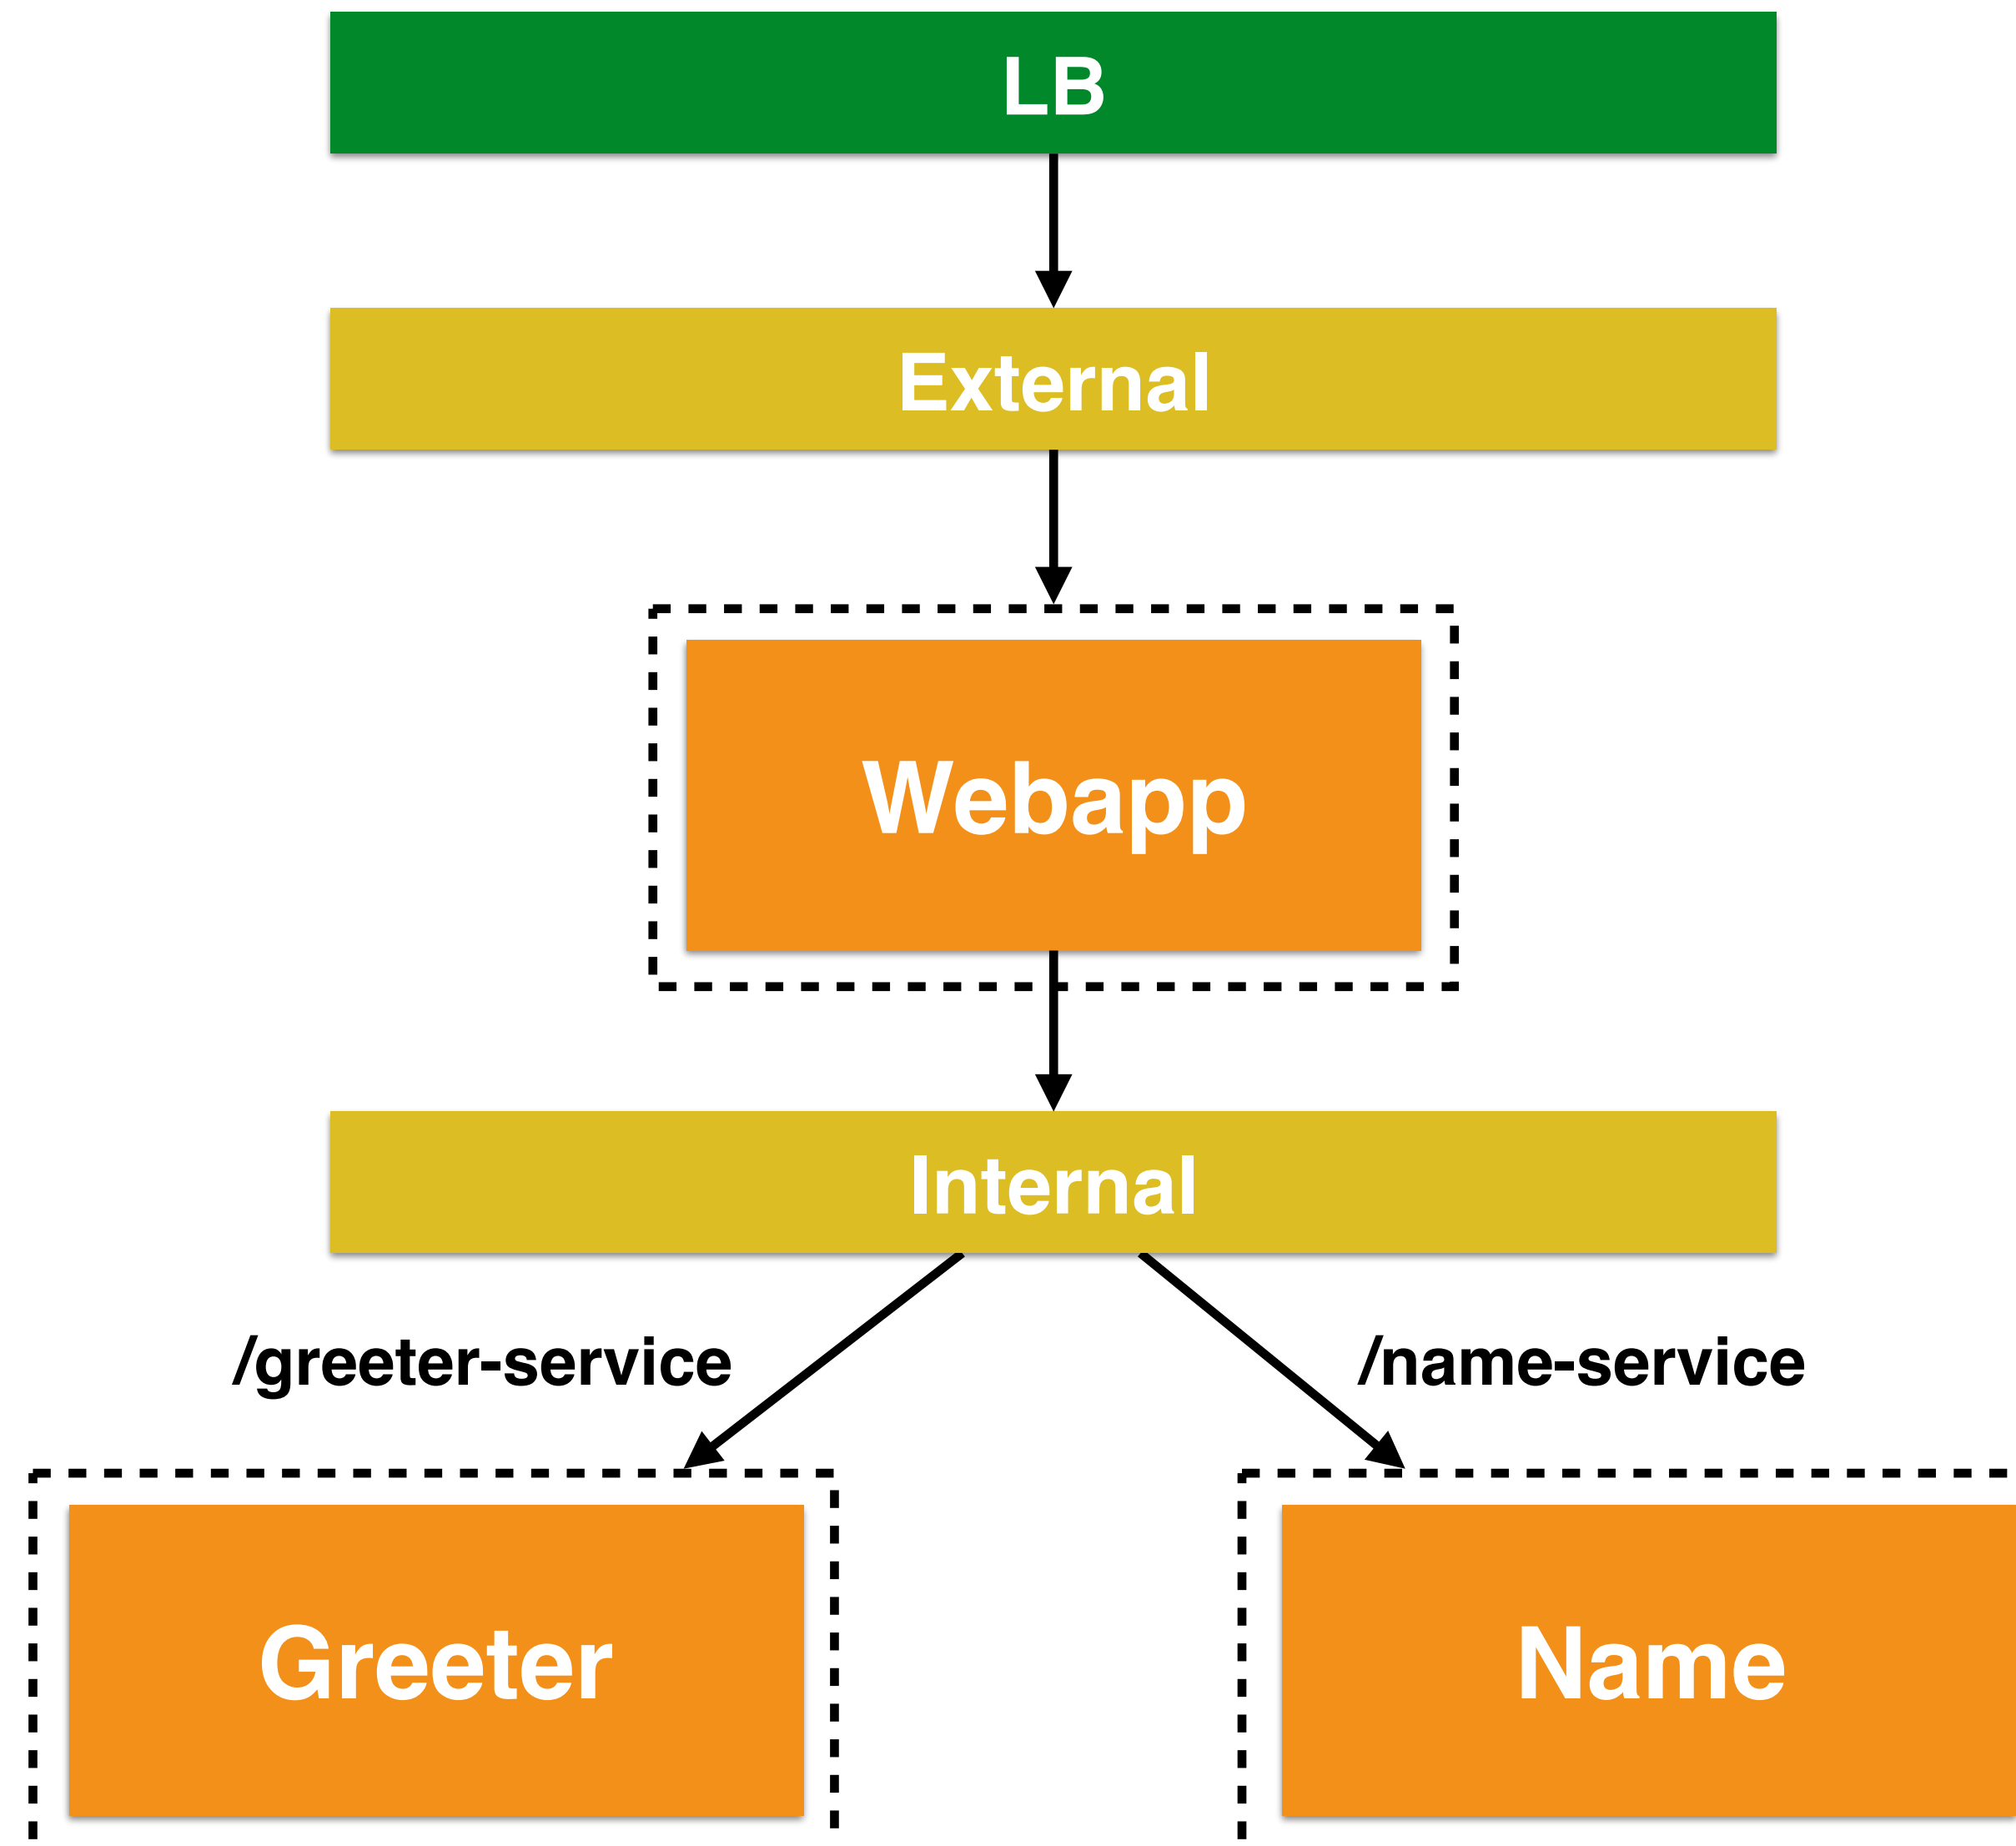 LB
External
Webapp
Internal
/greeter-service
/name-service
Greeter
Name